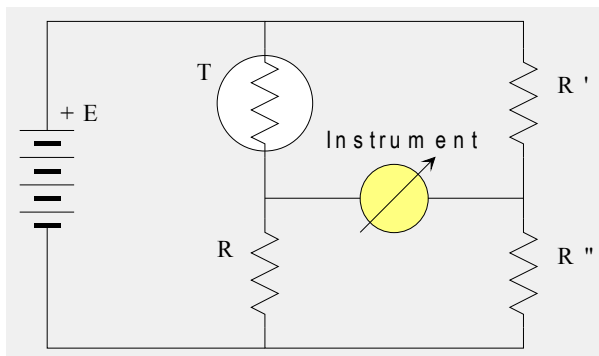 T
R '
+ E
Instrument
R
R "